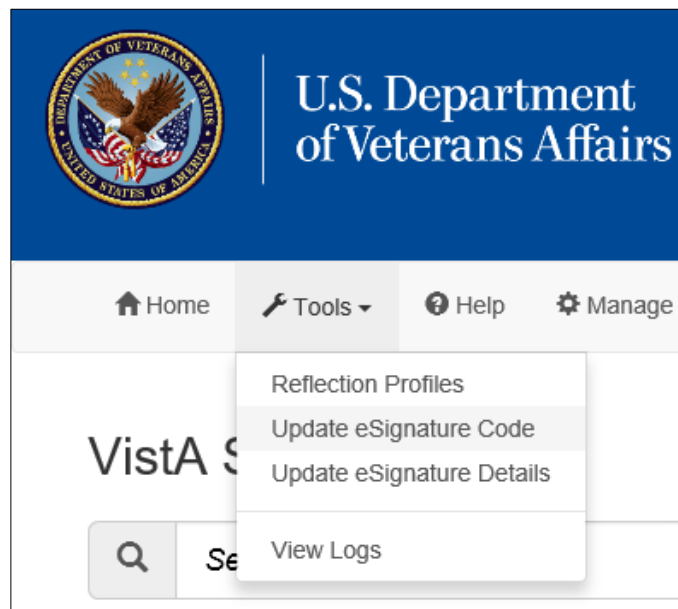 DEPARTMENT OF VETERANS AFFAIRS
UNITED STATES OF AMERICA
U.S. Department
of Veterans Affairs
Home Tools Help Manage
Reflection Profiles
Update eSignature Code
VistA S
Update eSignature Details
View Logs
Se